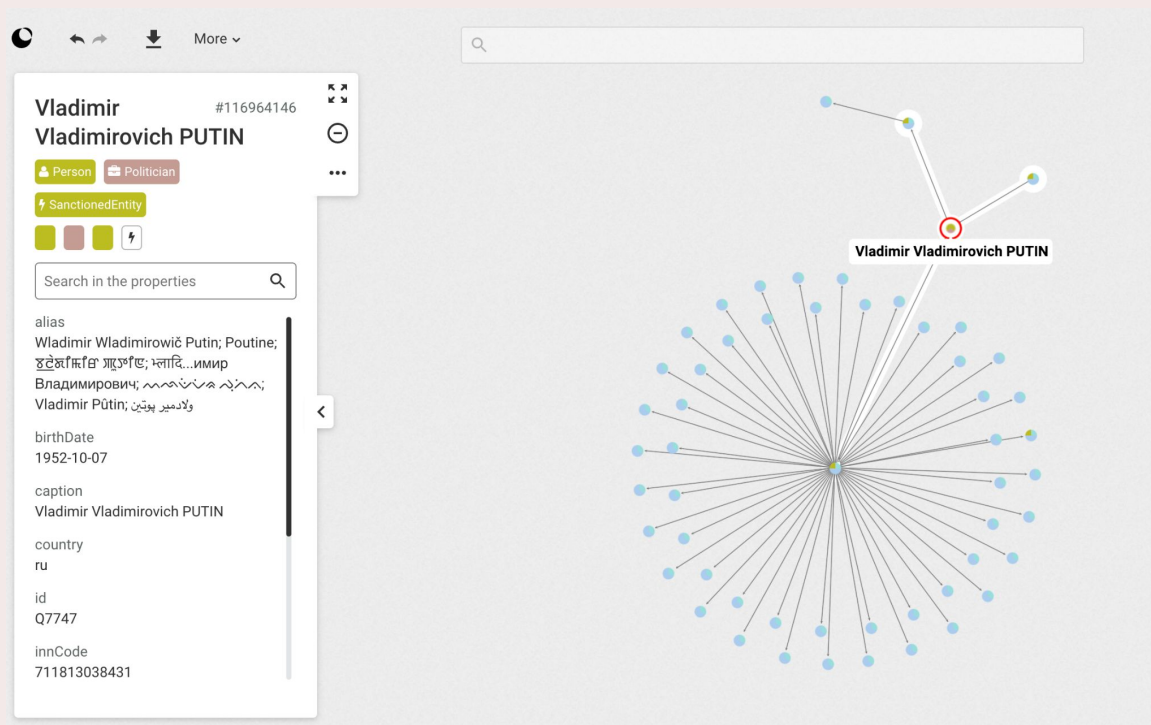 More
Vladimir
Vladimirovich PUTIN
#116964146
Person
Politician
SanctionedEntity
Search in the properties
alias
Wladimir Wladimirowič Putin; Poutine;
भ्लादि...имир
Владимирович;
Vladimir Pûtin; ولادمیر پوتین
birthDate
1952-10-07
caption
Vladimir Vladimirovich PUTIN
country
ru
id
Q7747
innCode
711813038431
Vladimir Vladimirovich PUTIN